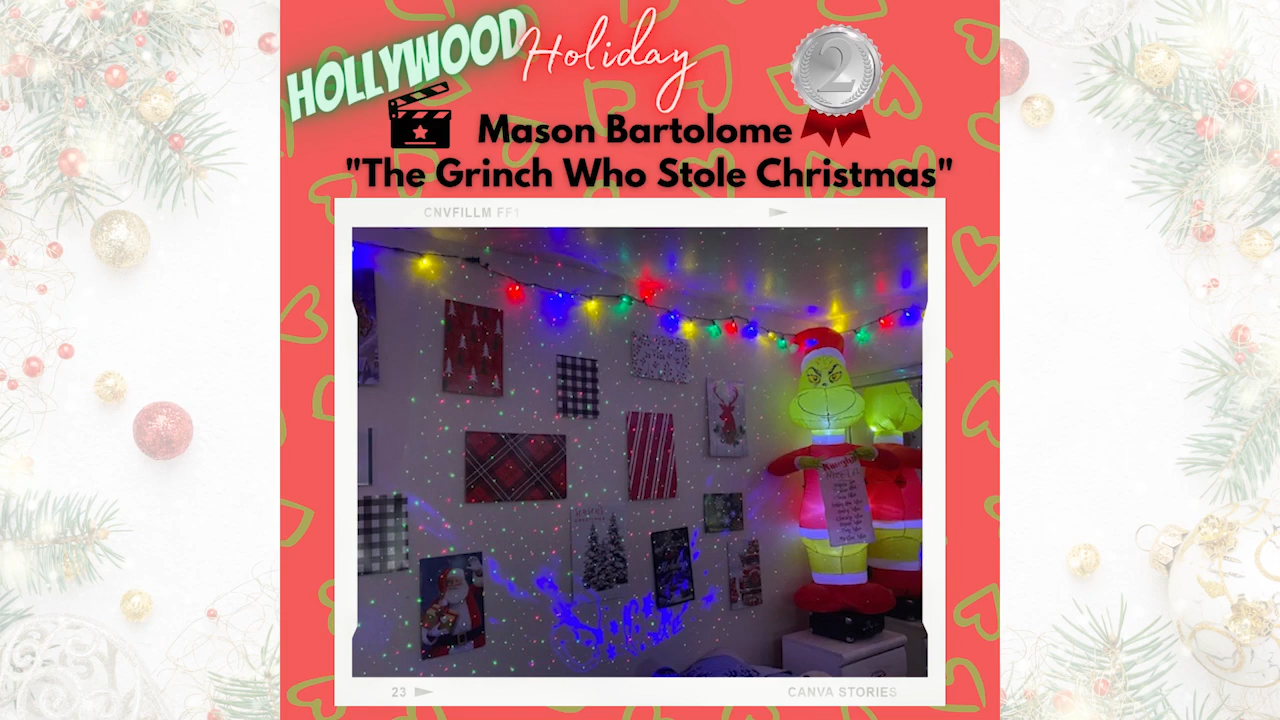 HOLLYWOOD Holiday
2
Mason Bartolome
"The Grinch Who Stole Christmas"
CNVFILLM FF1
23
CANVA STORIES